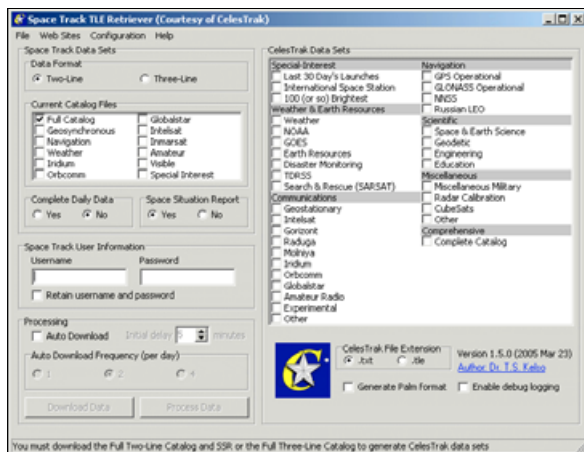 Space Track TLE Retriever (Courtesy of CelesTrak)
File Web Sites Configuration Help
Space Track Data Sets
Data Format
Two-Line Three-Line
Current Catalog Files
Full Catalog Globalstar
Geosynchronous Intelsat
Navigation Inmarsat
Weather Amateur
Iridium Visible
Orbcomm Special Interest
Complete Daily Data Space Situation Report
Yes No Yes No
Space Track User Information
Username Password
Retain username and password
Processing
Auto Download Initial delay 5 minutes
Auto Download Frequency (per day)
1 2 4
Download Data Process Data
CelesTrak Data Sets
Special-Interest
Last 30 Day's Launches
International Space Station
100 (or so) Brightest
Weather & Earth Resources
Weather
NOAA
GOES
Earth Resources
Disaster Monitoring
TDRSS
Search & Rescue (SARSAT)
Communications
Geostationary
Intelsat
Gorizont
Raduga
Molniya
Iridium
Orbcomm
Globalstar
Amateur Radio
Experimental
Other
Navigation
GPS Operational
GLONASS Operational
NNSS
Russian LEO
Scientific
Space & Earth Science
Geodetic
Engineering
Education
Miscellaneous
Miscellaneous Military
Radar Calibration
CubeSats
Other
Comprehensive
Complete Catalog
CelesTrak File Extension
.txt .tle
Version 1.5.0 (2005 Mar 23)
Author: Dr. T.S. Kelso
Generate Palm Format Enable debug logging
You must download the Full Two-Line Catalog and SSR or the Full Three-Line Catalog to generate CelesTrak data sets